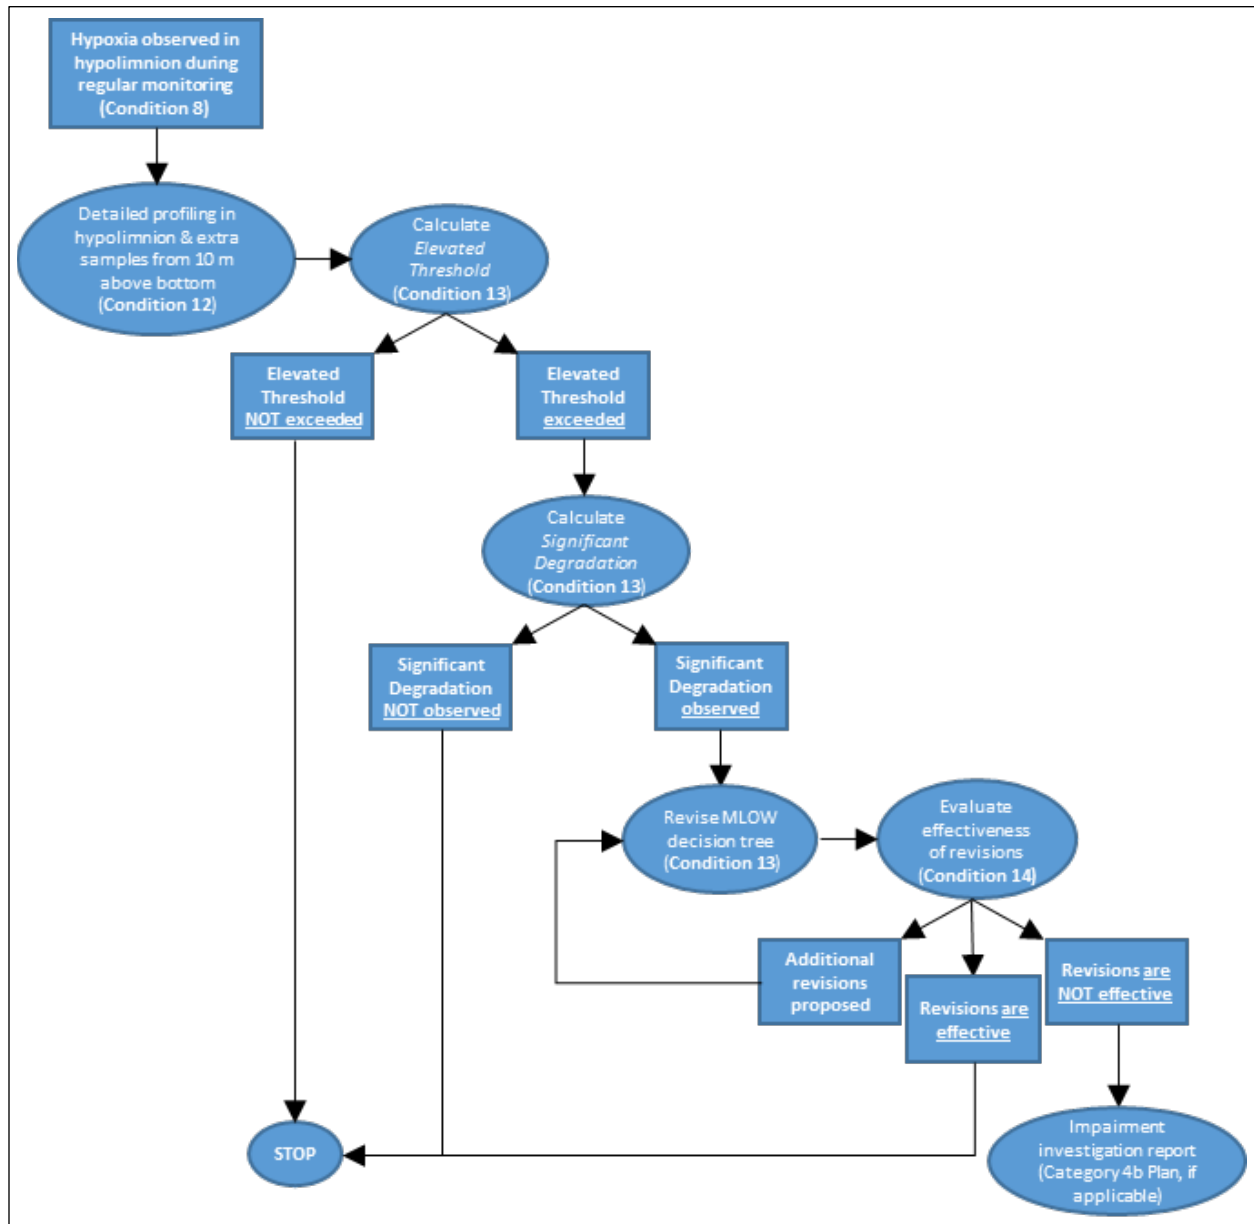 Hypoxia observed in
hypolimnion during
regular monitoring
(Condition 8)
Detailed profiling in
hypolimnion & extra
samples from 10 m
above bottom
(Condition 12)
Calculate
Elevated
Threshold
(Condition 13)
Elevated
Threshold
NOT exceeded
Elevated
Threshold
exceeded
Calculate
Significant
Degradation
(Condition 13)
Significant
Degradation
NOT observed
Significant
Degradation
observed
Revise MLOW
decision tree
(Condition 13)
Evaluate
effectiveness
of revisions
(Condition 14)
Additional
revisions
proposed
Revisions are
effective
Revisions are
NOT effective
STOP
Impairment
investigation report
(Category 4b Plan, if
applicable)